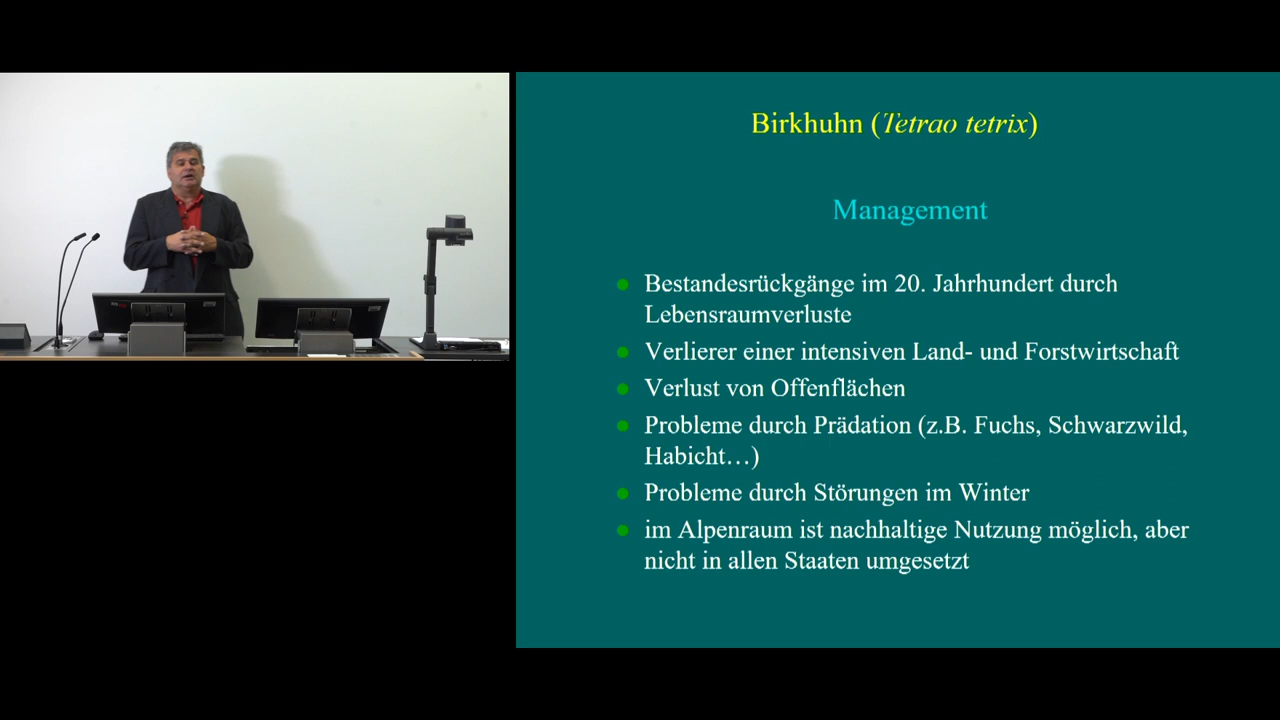 Birkhuhn (Tetrao tetrix)
Management
Bestandesrückgänge im 20. Jahrhundert durch
Lebensraumverluste
Verlierer einer intensiven Land- und Forstwirtschaft
Verlust von Offenflächen
Probleme durch Prädation (z.B. Fuchs, Schwarzwild,
Habicht…)
Probleme durch Störungen im Winter
im Alpenraum ist nachhaltige Nutzung möglich, aber
nicht in allen Staaten umgesetzt